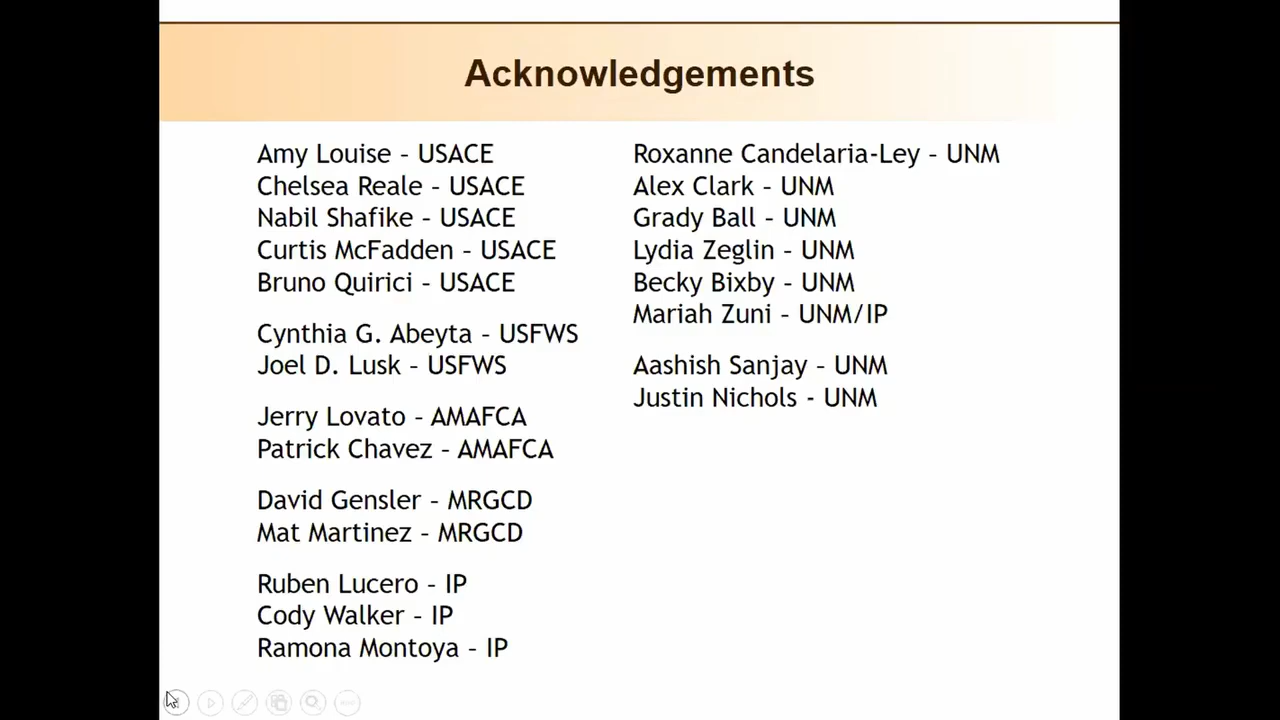 Acknowledgements
Amy Louise – USACE
Chelsea Reale – USACE
Nabil Shafike – USACE
Curtis McFadden – USACE
Bruno Quirici – USACE
Cynthia G. Abeyta – USFWS
Joel D. Lusk – USFWS
Jerry Lovato – AMAFCA
Patrick Chavez – AMAFCA
David Gensler – MRGCD
Mat Martinez – MRGCD
Ruben Lucero – IP
Cody Walker – IP
Ramona Montoya – IP
Roxanne Candelaria-Ley – UNM
Alex Clark – UNM
Grady Ball – UNM
Lydia Zeglin – UNM
Becky Bixby – UNM
Mariah Zuni – UNM/IP
Aashish Sanjay – UNM
Justin Nichols - UNM